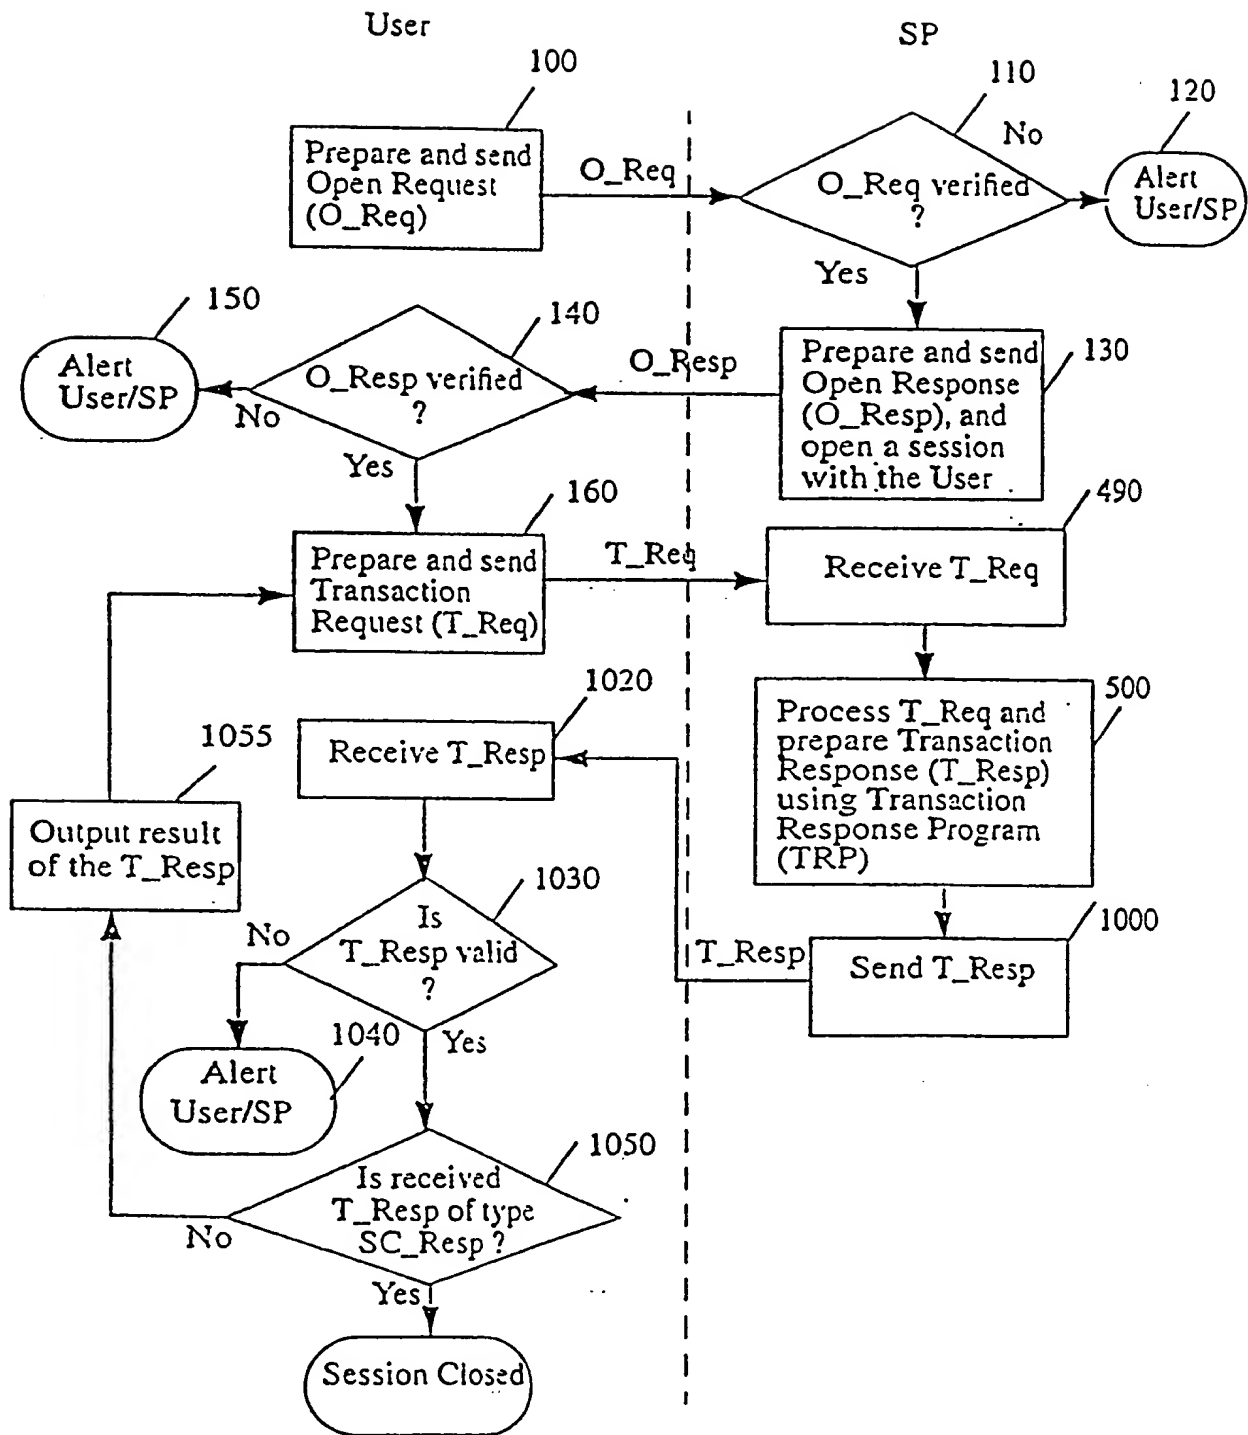 User
SP
100
110
120
Prepare and send
Open Request
(O_Req)
O_Req
O_Req verified
?
No
Alert
User/SP
Yes
150
140
Alert
User/SP
No
O_Resp verified
?
O_Resp
Prepare and send
Open Response
(O_Resp), and
open a session
with the User
130
Yes
160
490
Prepare and send
Transaction
Request (T_Req)
T_Req
Receive T_Req
1020
500
1055
Receive T_Resp
Process T_Req and
prepare Transaction
Response (T_Resp)
using Transaction
Response Program
(TRP)
Output result
of the T_Resp
1030
No
Is
T_Resp valid
?
T_Resp
1000
Send T_Resp
Yes
1040
Alert
User/SP
1050
Is received
T_Resp of type
SC_Resp ?
No
Yes
Session Closed